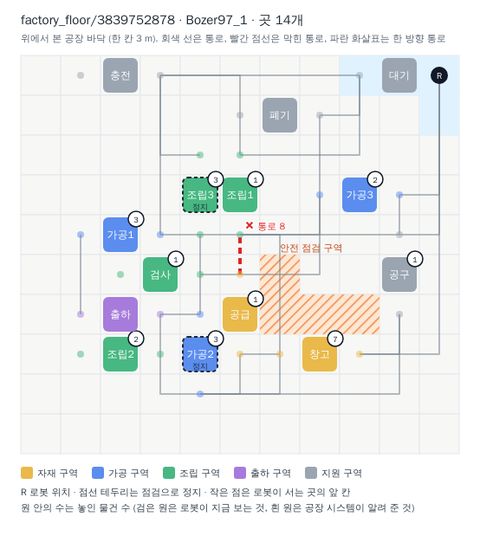 factory_floor/3839752878 · Bozer97_1 · 곳 14개
위에서 본 공장 바닥 (한 칸 3 m). 회색 선은 통로, 빨간 점선은 막힌 통로, 파란 화살표는 한 방향 통로
충전
대기
R
폐기
조립3
3
정지
조립1
1
가공3
2
✕ 통로 8
가공1
3
안전 점검 구역
검사
1
공구
1
출하
공급
1
조립2
2
가공2
3
정지
창고
7
자재 구역
가공 구역
조립 구역
출하 구역
지원 구역
R 로봇 위치 · 점선 테두리는 점검으로 정지 · 작은 점은 로봇이 서는 곳의 앞 칸
원 안의 수는 놓인 물건 수 (검은 원은 로봇이 지금 보는 것, 흰 원은 공장 시스템이 알려 준 것)